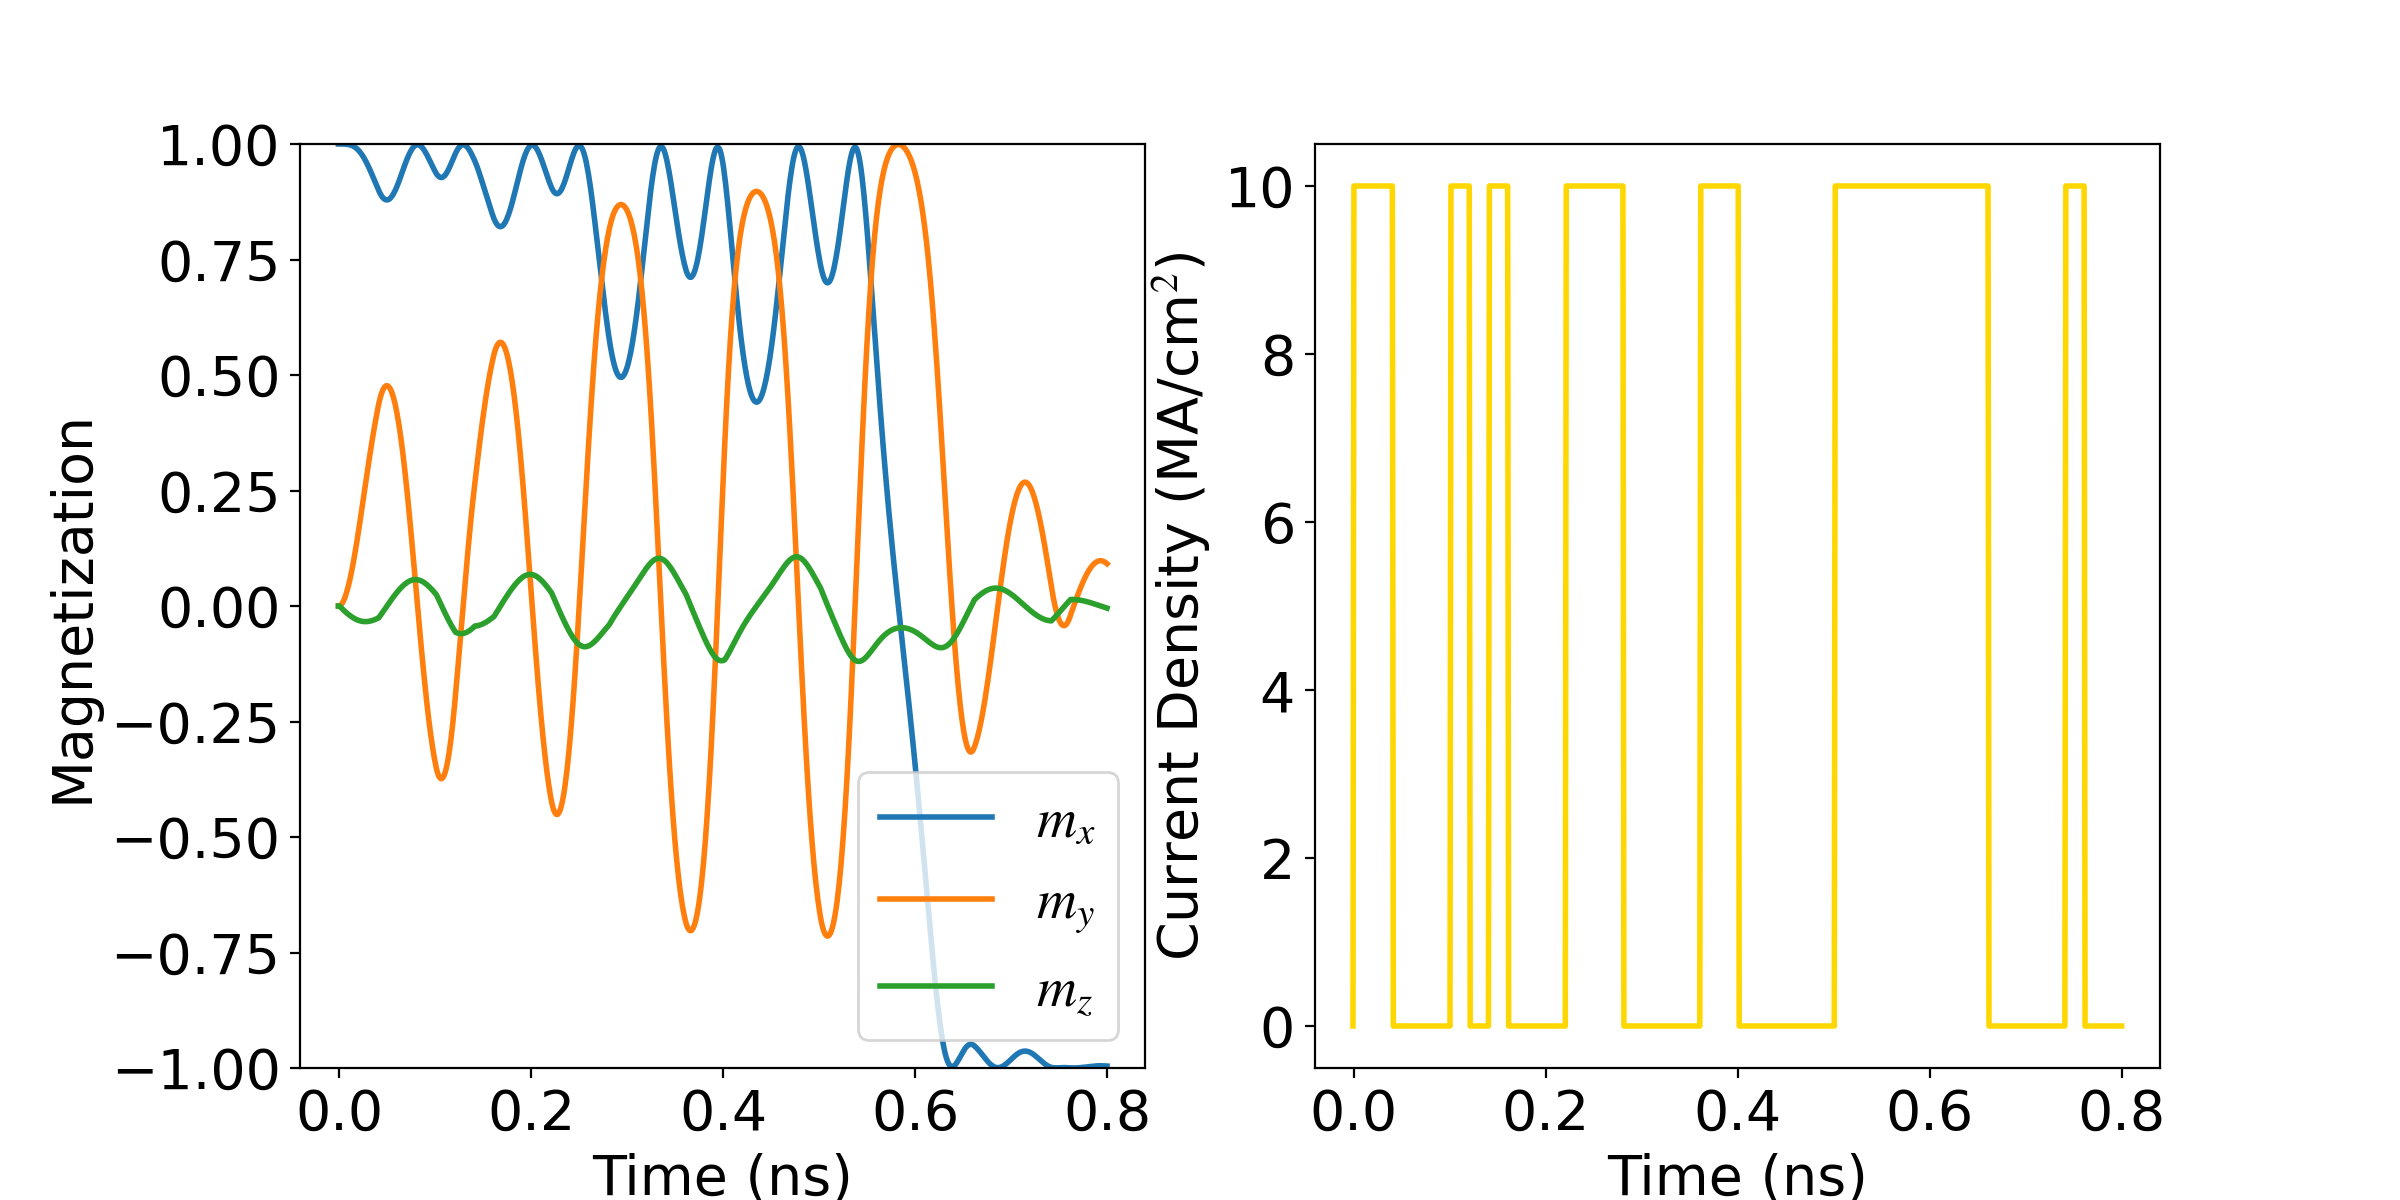 1.00
0.75
0.50
0.25
0.00
−0.25
−0.50
−0.75
−1.00
Magnetization
0.0 0.2 0.4 0.6 0.8
Time (ns)
m_x
m_y
m_z
10
8
6
4
2
0
Current Density (MA/cm²)
0.0 0.2 0.4 0.6 0.8
Time (ns)